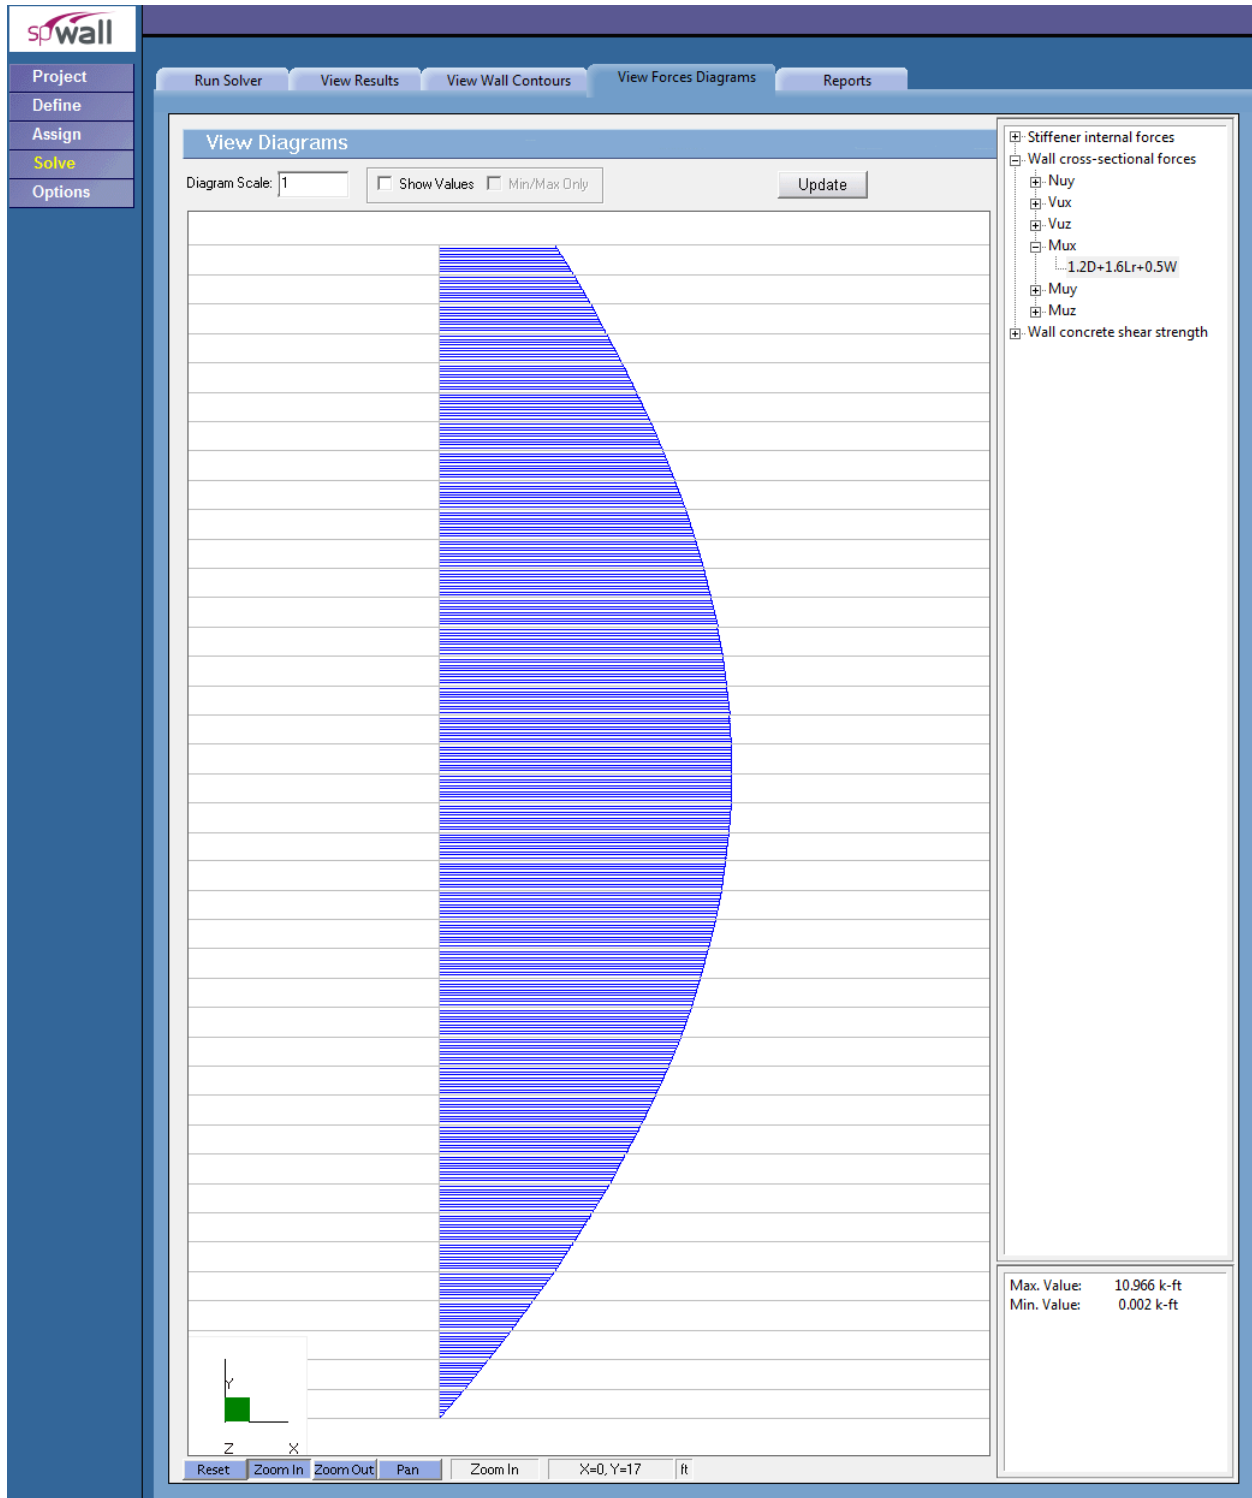 spwall
Project
Define
Assign
Solve
Options
Run Solver
View Results
View Wall Contours
View Forces Diagrams
Reports
View Diagrams
Diagram Scale: 1
Show Values
Min/Max Only
Update
Stiffener internal forces
Wall cross-sectional forces
Nuy
Vux
Vuz
Mux
1.2D+1.6Lr+0.5W
Muy
Muz
Wall concrete shear strength
Max. Value: 10.966 k-ft
Min. Value: 0.002 k-ft
Y
Z X
Reset Zoom In Zoom Out Pan Zoom In X=0, Y=17 ft